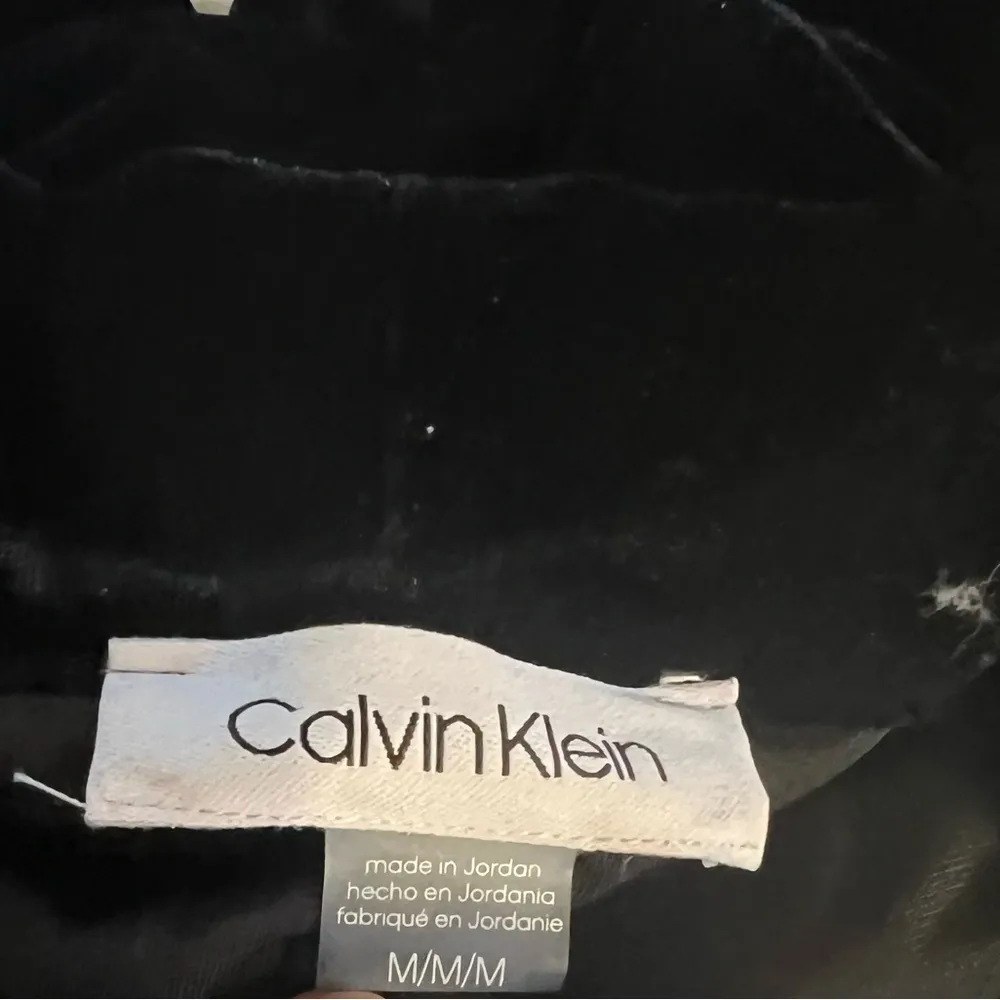 Calvin Klein
made in Jordan
hecho en Jordania
fabriqué en Jordanie
M/M/M